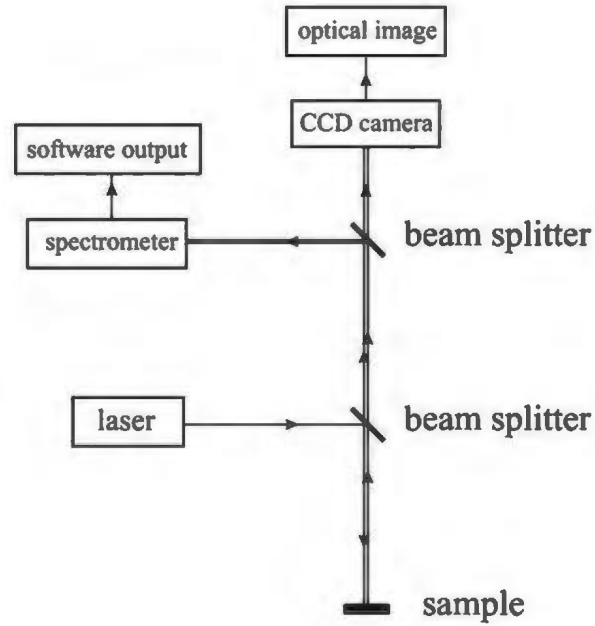 optical image
CCD camera
software output
spectrometer
beam splitter
laser
beam splitter
sample